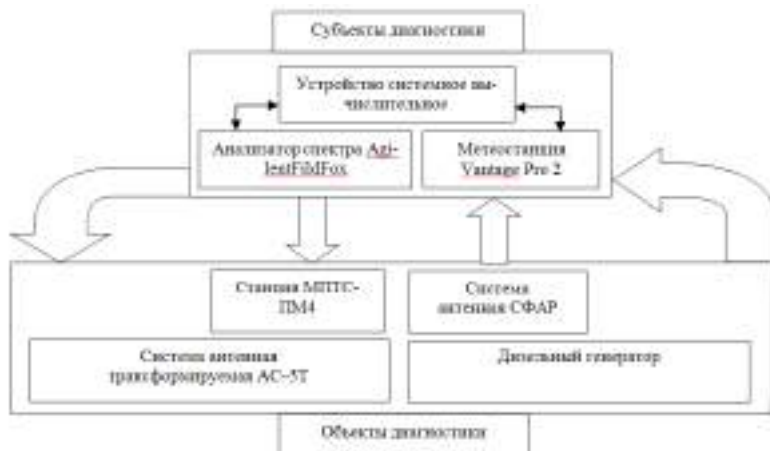 Субъекты диагностики
Устройство системное вы-
числительное
Анализатор спектра Agi-
lentFildFox
Метеостанция
Vantage Pro 2
Станция МПТС-
ПМ4
Система
антенная СФАР
Система антенная
трансформируемая АС-5Т
Дизельный генератор
Объекты диагностики